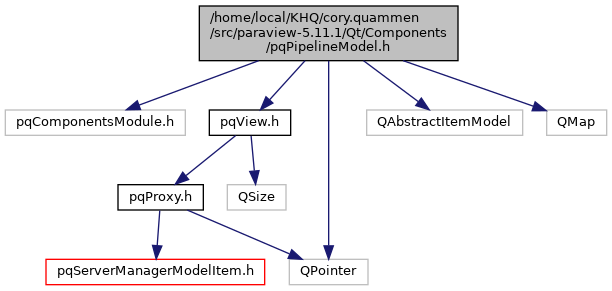 /home/local/KHQ/cory.quammen
/src/paraview-5.11.1/Qt/Components
/pqPipelineModel.h
pqComponentsModule.h
pqView.h
QAbstractItemModel
QMap
pqProxy.h
QSize
pqServerManagerModelItem.h
QPointer